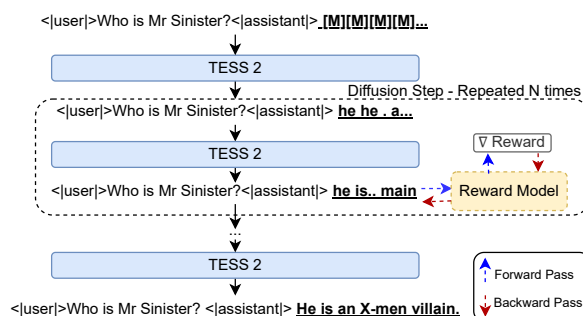 <|user|>Who is Mr Sinister?<|assistant|> [M][M][M][M]...
TESS 2
Diffusion Step - Repeated N times
<|user|>Who is Mr Sinister?<|assistant|> he he . a...
∇ Reward
TESS 2
<|user|>Who is Mr Sinister?<|assistant|> he is.. main
Reward Model
...
TESS 2
Forward Pass
Backward Pass
<|user|>Who is Mr Sinister? <|assistant|> He is an X-men villain.